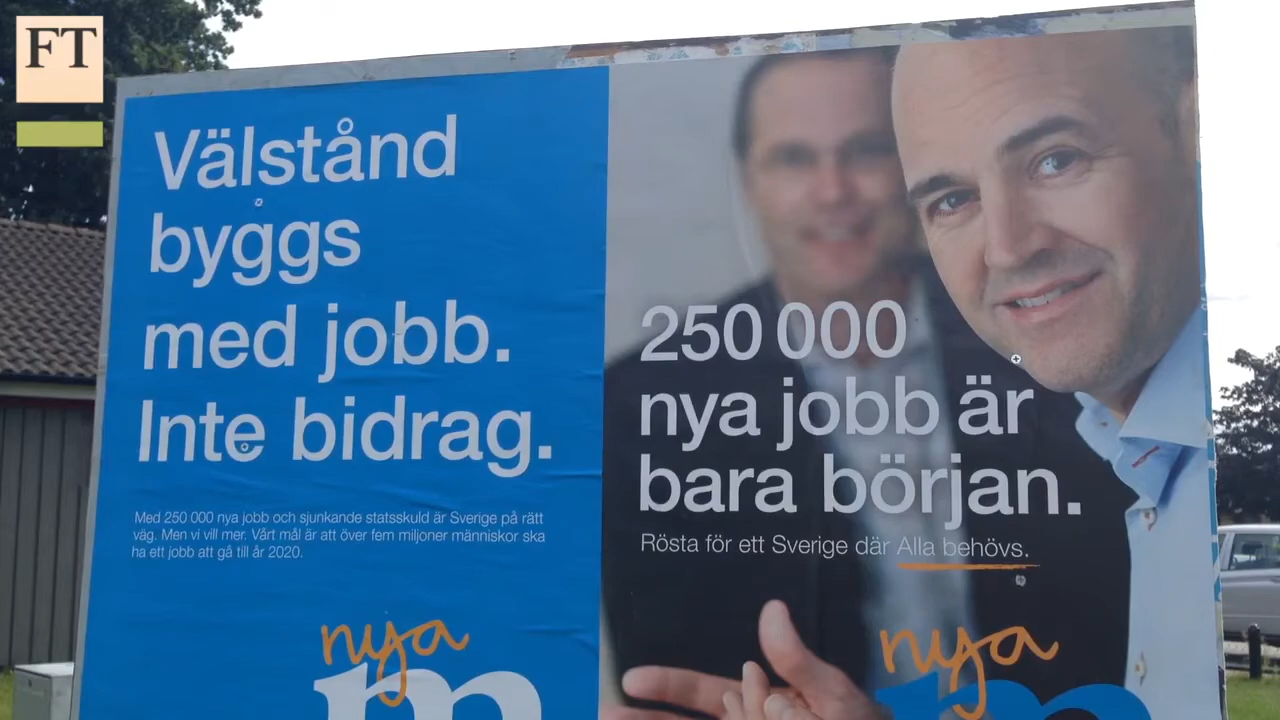 FT
Välstånd
byggs
med jobb.
Inte bidrag.
Med 250 000 nya jobb och sjunkande statsskuld är Sverige på rätt
väg. Men vi vill mer. Vårt mål är att över fem miljoner människor ska
ha ett jobb att gå till år 2020.
nya
m
250 000
nya jobb är
bara början.
Rösta för ett Sverige där Alla behövs.
nya
m